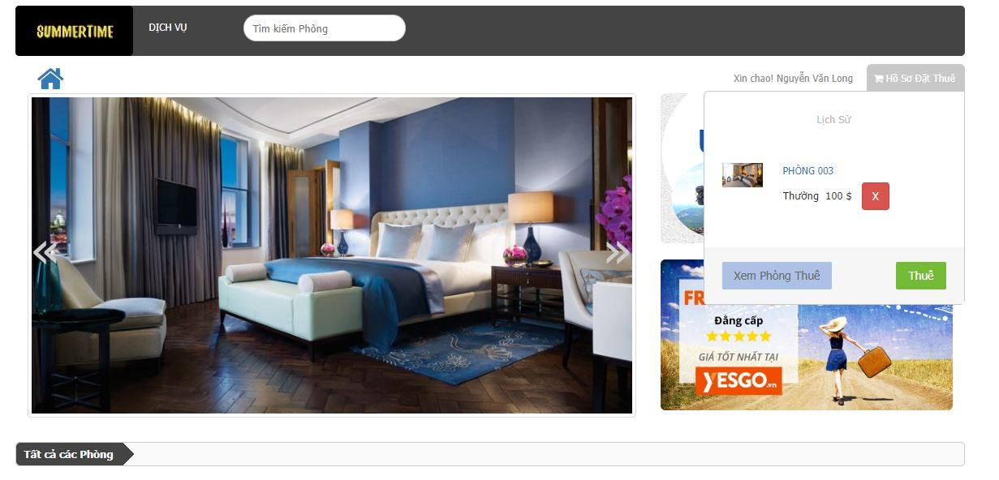 SUMMERTIME
DỊCH VỤ
Tìm kiếm Phòng
Xin chao! Nguyễn Văn Long
Hồ Sơ Đặt Thuê
Lịch Sử
PHÒNG 003
Thường 100 $ X
Xem Phòng Thuê
Thuê
FR
Đẳng cấp
GIÁ TỐT NHẤT TẠI
YESGO.vn
Tất cả các Phòng